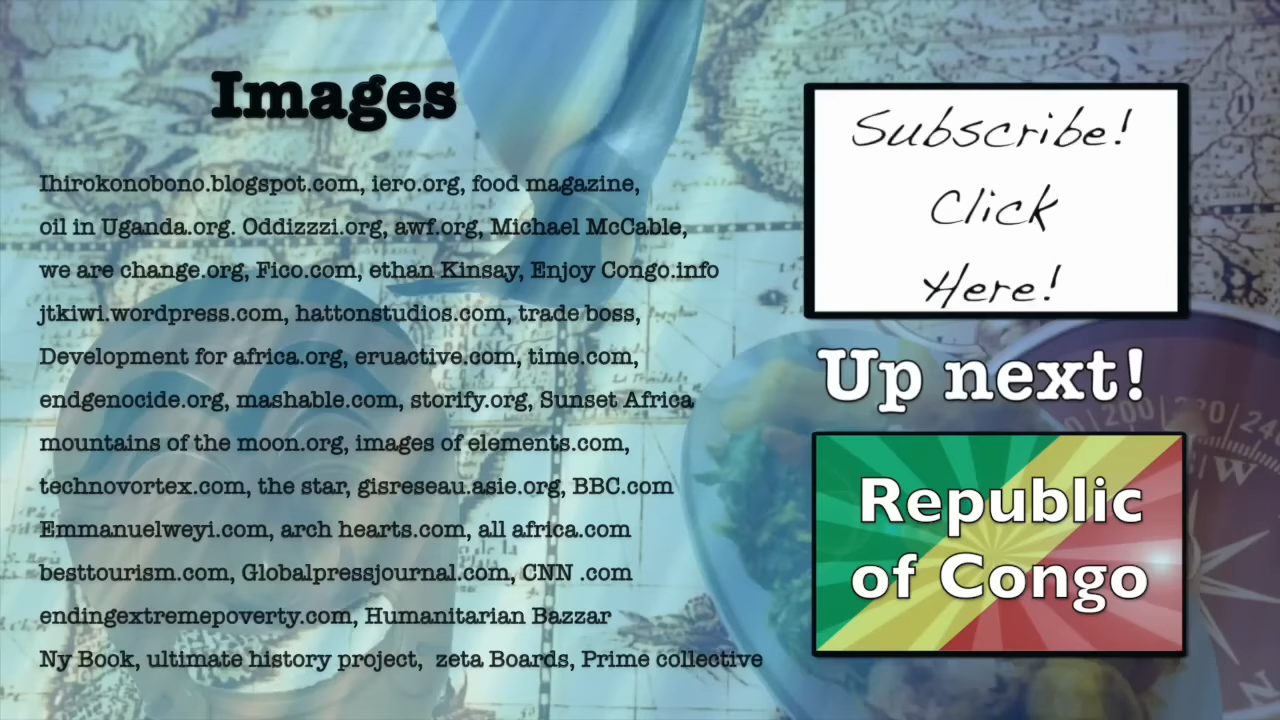 Images
Ihirokonobono.blogspot.com, iero.org, food magazine,
oil in Uganda.org. Oddizzzi.org, awf.org, Michael McCable,
we are change.org, Fico.com, ethan Kinsay, Enjoy Congo.info
jtkiwi.wordpress.com, hattonstudios.com, trade boss,
Development for africa.org, eruactive.com, time.com,
endgenocide.org, mashable.com, storify.org, Sunset Africa
mountains of the moon.org, images of elements.com,
technovortex.com, the star, gisreseau.asie.org, BBC.com
Emmanuelweyi.com, arch hearts.com, all africa.com
besttourism.com, Globalpressjournal.com, CNN .com
endingextremepoverty.com, Humanitarian Bazzar
Ny Book, ultimate history project, zeta Boards, Prime collective
Subscribe!
Click
Here!
Up next!
200
W
Republic
of Congo